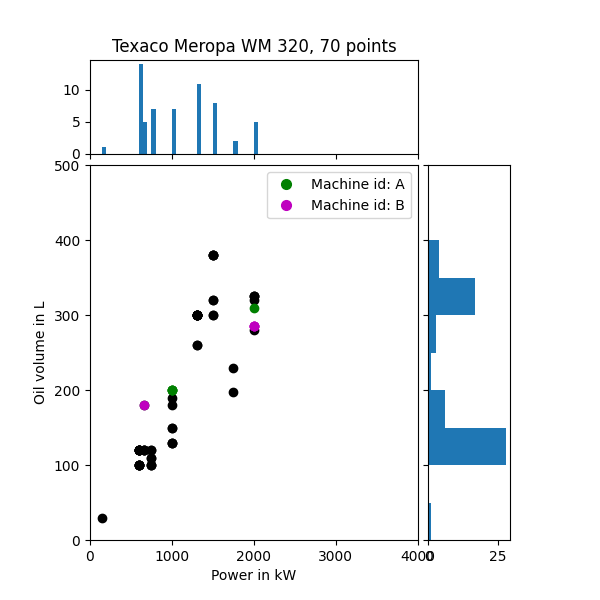 Texaco Meropa WM 320, 70 points
10
5
0
500
400
300
200
100
0
Oil volume in L
Machine id: A
Machine id: B
0 1000 2000 3000 4000
0 25
Power in kW